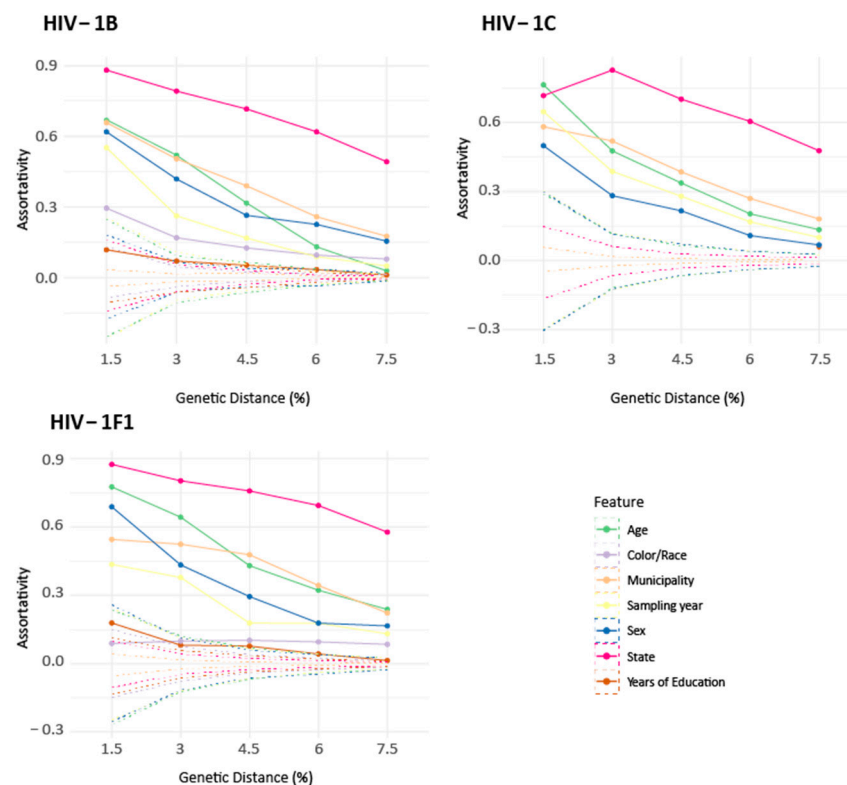 HIV– 1B
0.9
0.6
0.3
0.0
Assortativity
1.5 3 4.5 6 7.5
Genetic Distance (%)
HIV– 1C
0.6
0.3
0.0
– 0.3
Assortativity
1.5 3 4.5 6 7.5
Genetic Distance (%)
HIV– 1F1
0.9
0.6
0.3
0.0
– 0.3
Assortativity
1.5 3 4.5 6 7.5
Genetic Distance (%)
Feature
Age
Color/Race
Municipality
Sampling year
Sex
State
Years of Education